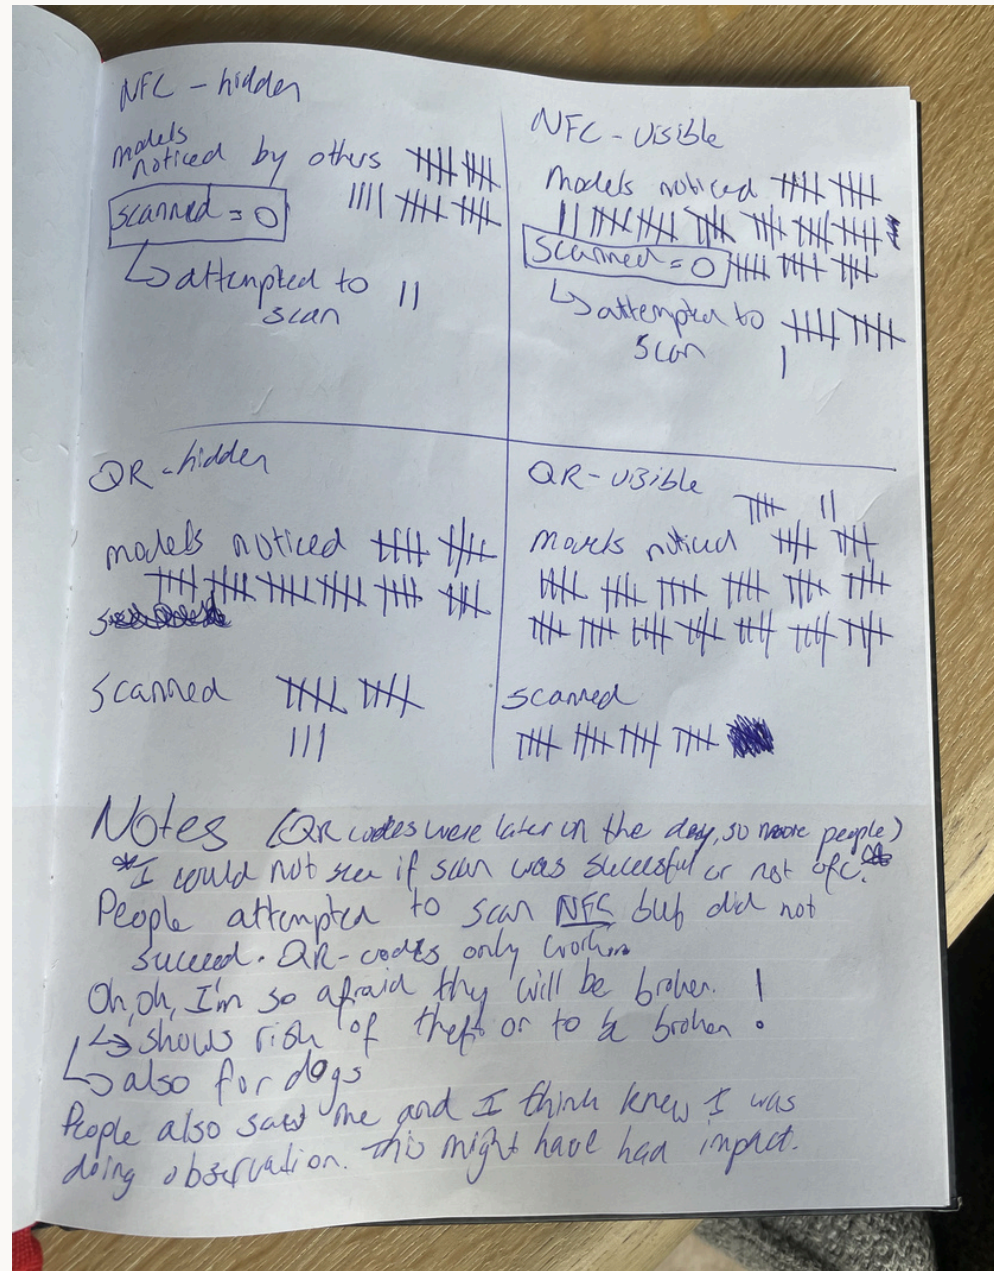 NFC - hidden
models
noticed by others 𝍸 𝍸
|||| 𝍸 𝍸
scanned = 0
↳ attempted to ||
scan
NFC - visible
models noticed 𝍸 𝍸
|| 𝍸 𝍸 𝍸 𝍸 𝍸 𝍸
scanned = 0 𝍸 𝍸 𝍸
↳ attempted to 𝍸 𝍸
scan |
QR - hidden
models noticed 𝍸 𝍸
𝍸 𝍸 𝍸 𝍸 𝍸 𝍸
scanned 𝍸 𝍸
|||
QR - visible 𝍸 ||
models noticed 𝍸 𝍸
𝍸 𝍸 𝍸 𝍸 𝍸 𝍸
𝍸 𝍸 𝍸 𝍸 𝍸 𝍸 𝍸
scanned
𝍸 𝍸 𝍸 𝍸
Notes (QR codes were later in the day, so more people)
*I could not see if scan was sucessful or not ofc.
People attempted to scan NFC but did not
succeed. QR-codes only
Oh, oh, I'm so afraid they will be broken. !
↳ shows risk of theft or to be broken !
↳ also for dogs
People also saw me and I think knew I was
doing observation. This might have had impact.